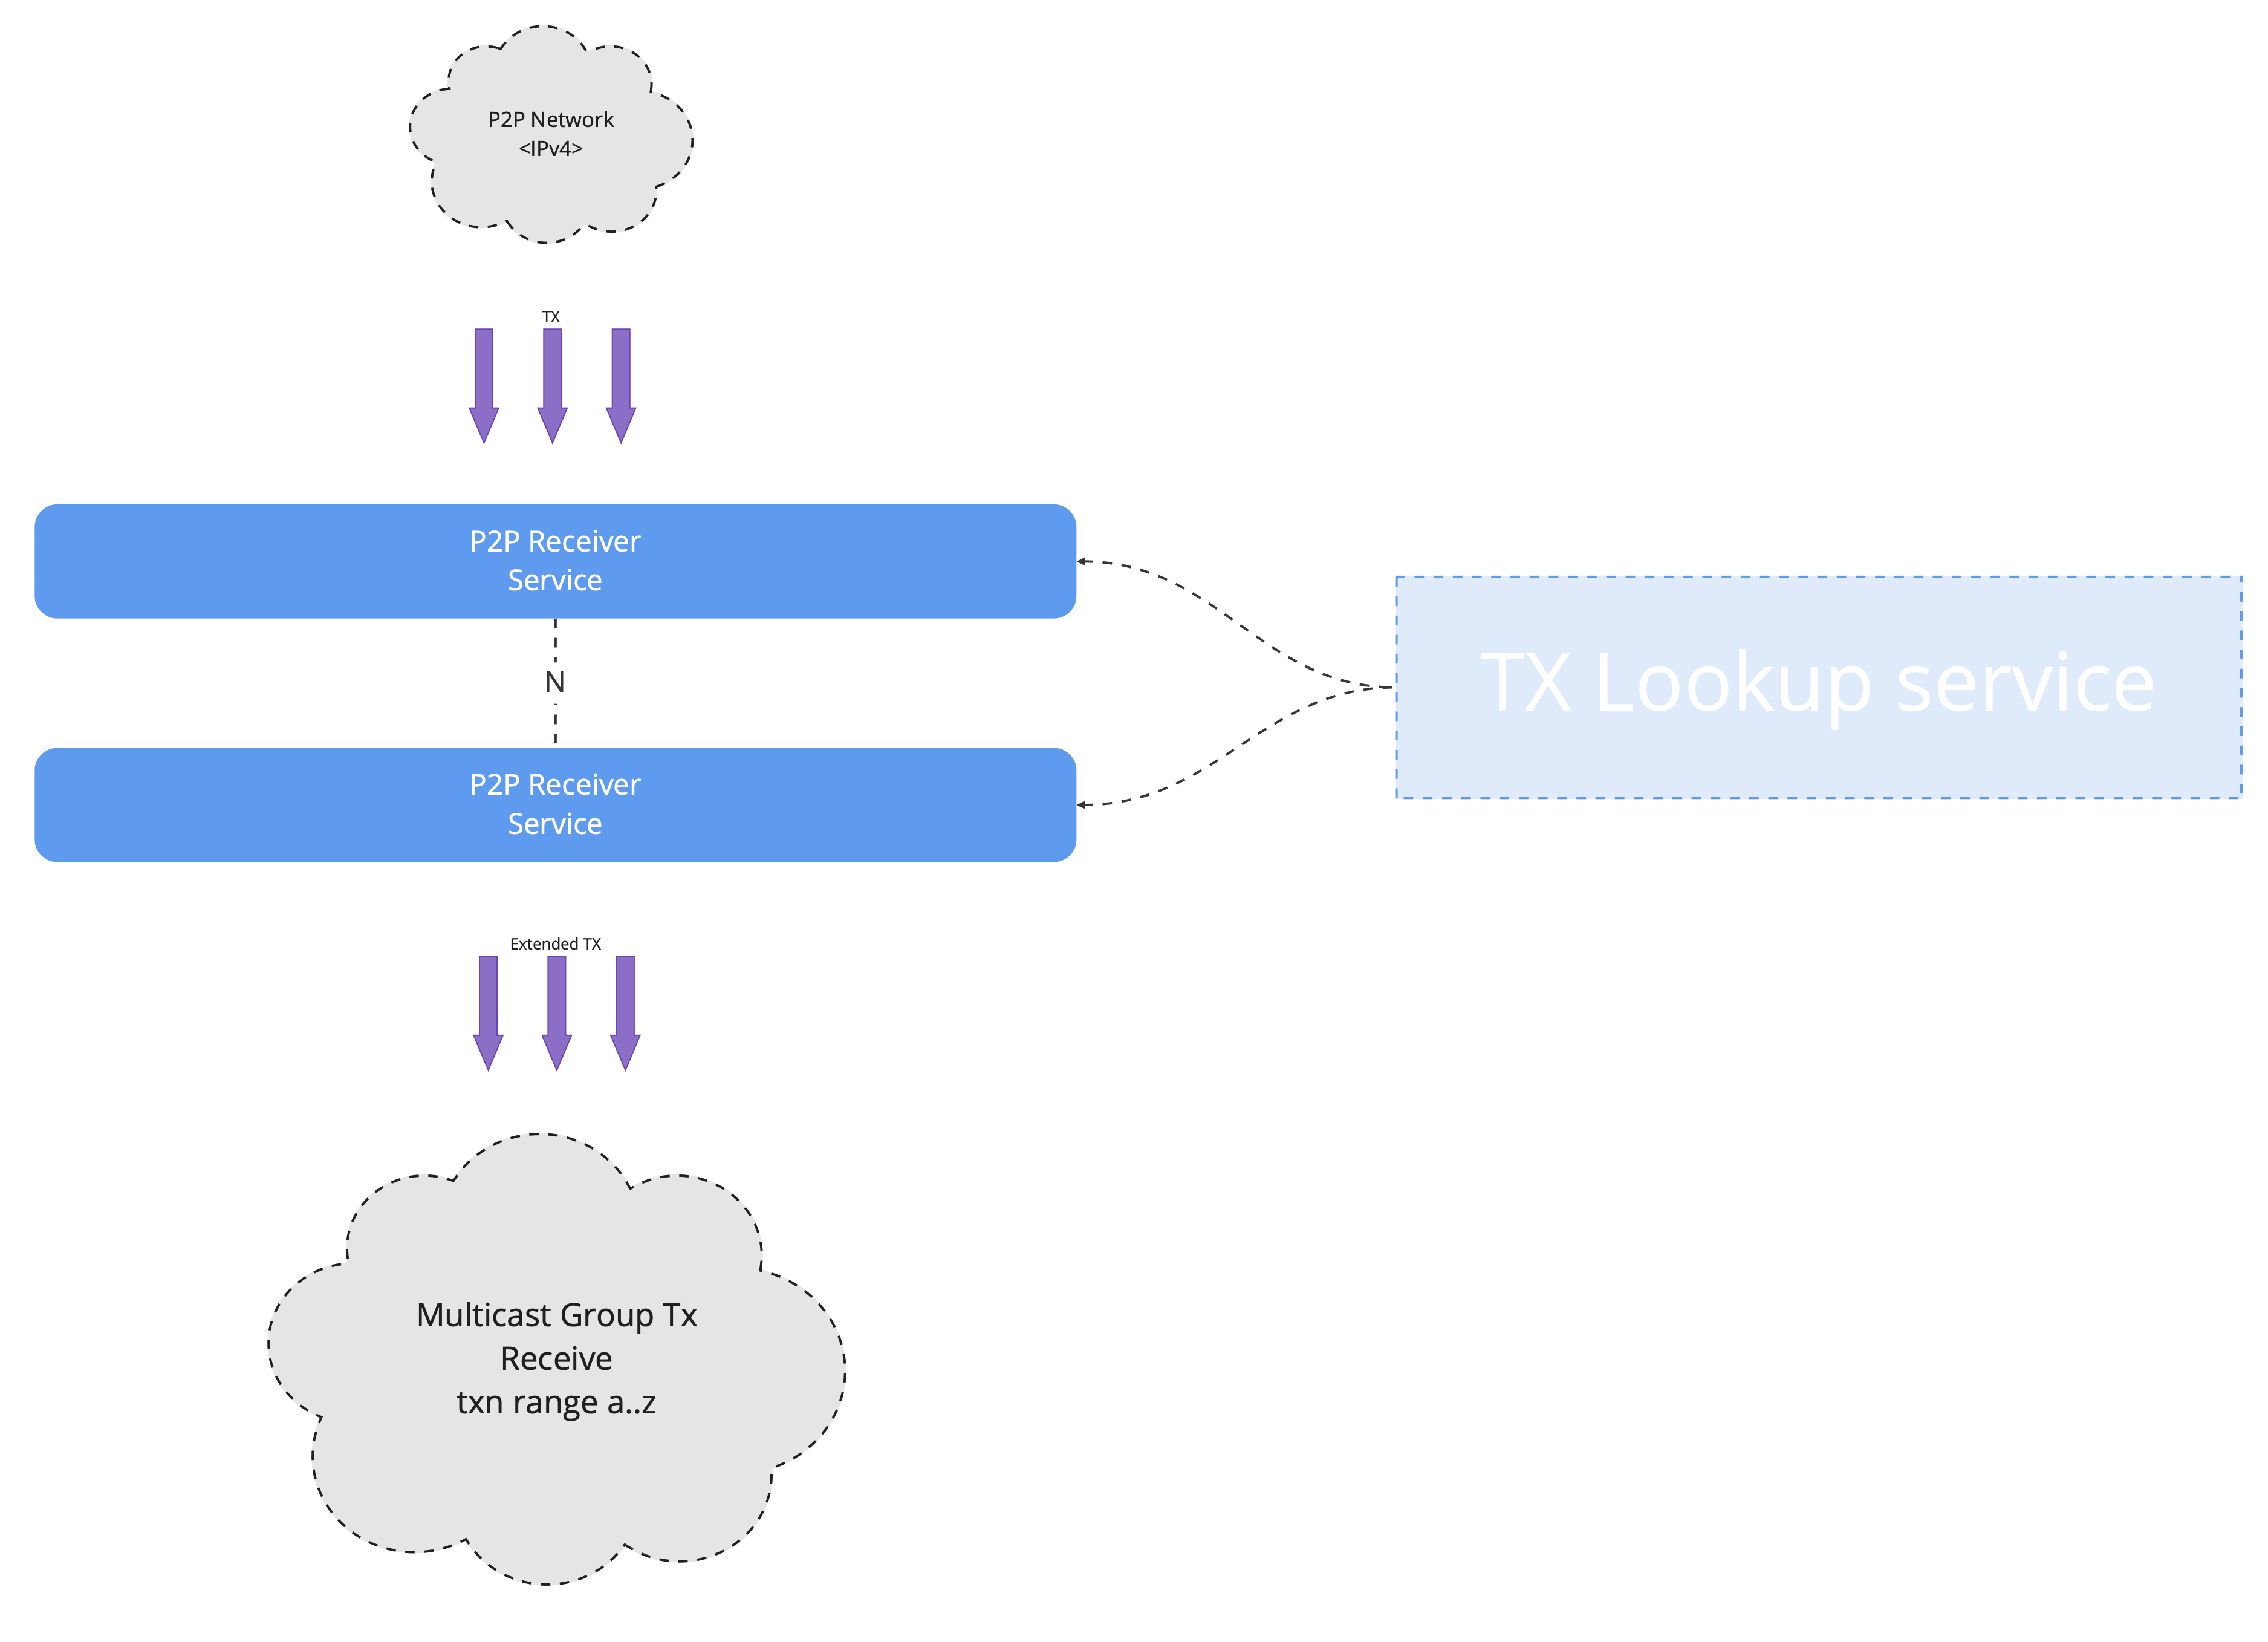 P2P Network
<IPv4>
TX
P2P Receiver
Service
N
TX Lookup service
P2P Receiver
Service
Extended TX
Multicast Group Tx
Receive
txn range a..z